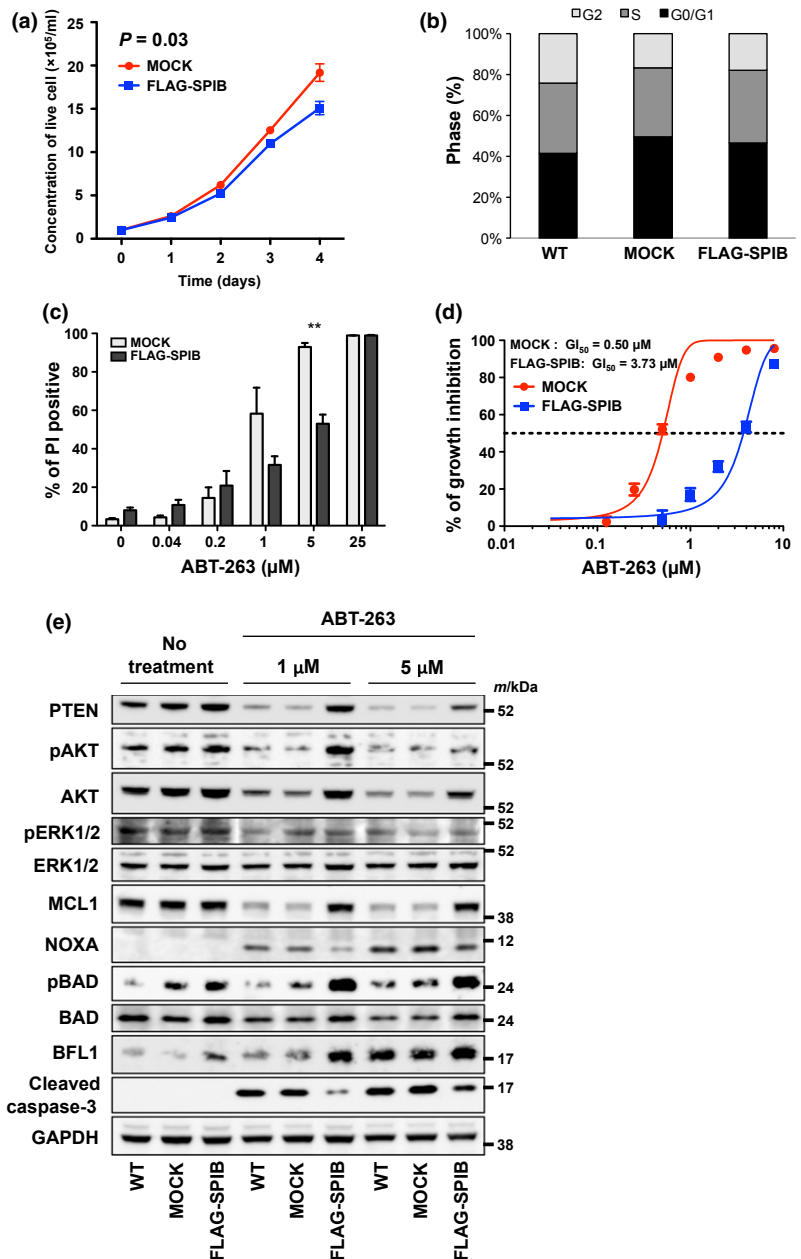 (a)
P = 0.03
MOCK
FLAG-SPIB
Concentration of live cell (×10⁵/ml)
25
20
15
10
5
0
0 1 2 3 4
Time (days)
(b)
G2 S G0/G1
Phase (%)
100%
80%
60%
40%
20%
0%
WT MOCK FLAG-SPIB
(c)
MOCK
FLAG-SPIB
**
% of PI positive
100
80
60
40
20
0
0 0.04 0.2 1 5 25
ABT-263 (μM)
(d)
MOCK : GI₅₀ = 0.50 μM
FLAG-SPIB: GI₅₀ = 3.73 μM
MOCK
FLAG-SPIB
% of growth inhibition
100
80
60
40
20
0
0.01 0.1 1 10
ABT-263 (μM)
(e)
ABT-263
No treatment
1 μM 5 μM
m/kDa
PTEN 52
pAKT 52
AKT 52
pERK1/2 52
ERK1/2 52
MCL1 38
NOXA 12
pBAD 24
BAD 24
BFL1 17
Cleaved caspase-3 17
GAPDH 38
WT MOCK FLAG-SPIB WT MOCK FLAG-SPIB WT MOCK FLAG-SPIB